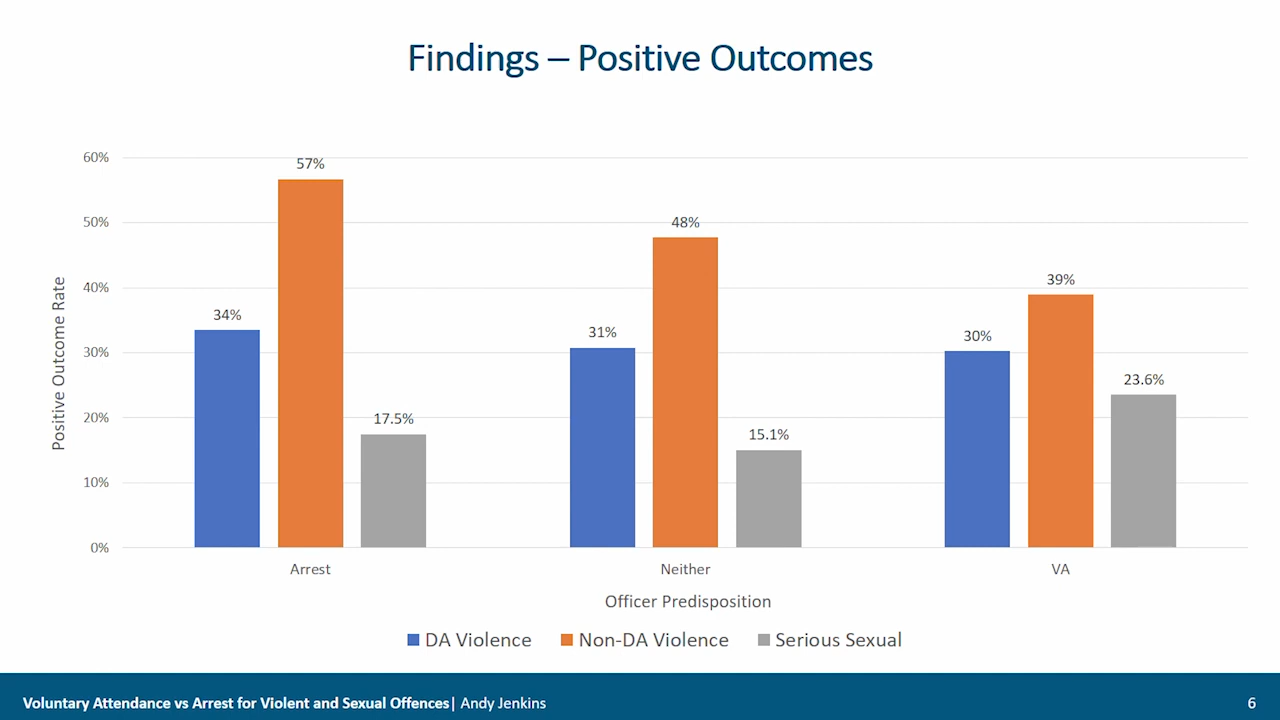 Findings – Positive Outcomes
Positive Outcome Rate
60%
50%
40%
30%
20%
10%
0%
34%
57%
17.5%
31%
48%
15.1%
30%
39%
23.6%
Arrest
Neither
VA
Officer Predisposition
DA Violence
Non-DA Violence
Serious Sexual
Voluntary Attendance vs Arrest for Violent and Sexual Offences| Andy Jenkins
6